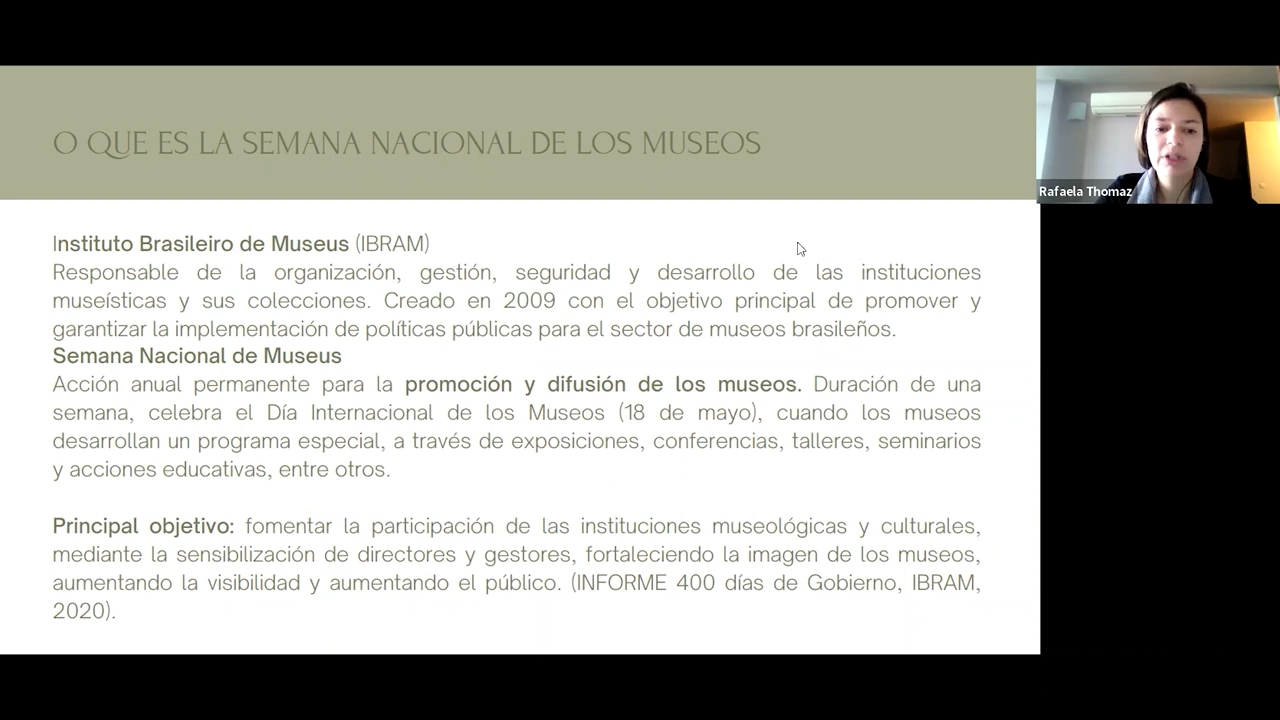 O QUE ES LA SEMANA NACIONAL DE LOS MUSEOS
Rafaela Thomaz
Instituto Brasileiro de Museus (IBRAM)
Responsable de la organización, gestión, seguridad y desarrollo de las instituciones
museísticas y sus colecciones. Creado en 2009 con el objetivo principal de promover y
garantizar la implementación de políticas públicas para el sector de museos brasileños.
Semana Nacional de Museus
Acción anual permanente para la promoción y difusión de los museos. Duración de una
semana, celebra el Día Internacional de los Museos (18 de mayo), cuando los museos
desarrollan un programa especial, a través de exposiciones, conferencias, talleres, seminarios
y acciones educativas, entre otros.
Principal objetivo: fomentar la participación de las instituciones museológicas y culturales,
mediante la sensibilización de directores y gestores, fortaleciendo la imagen de los museos,
aumentando la visibilidad y aumentando el público. (INFORME 400 días de Gobierno, IBRAM,
2020).